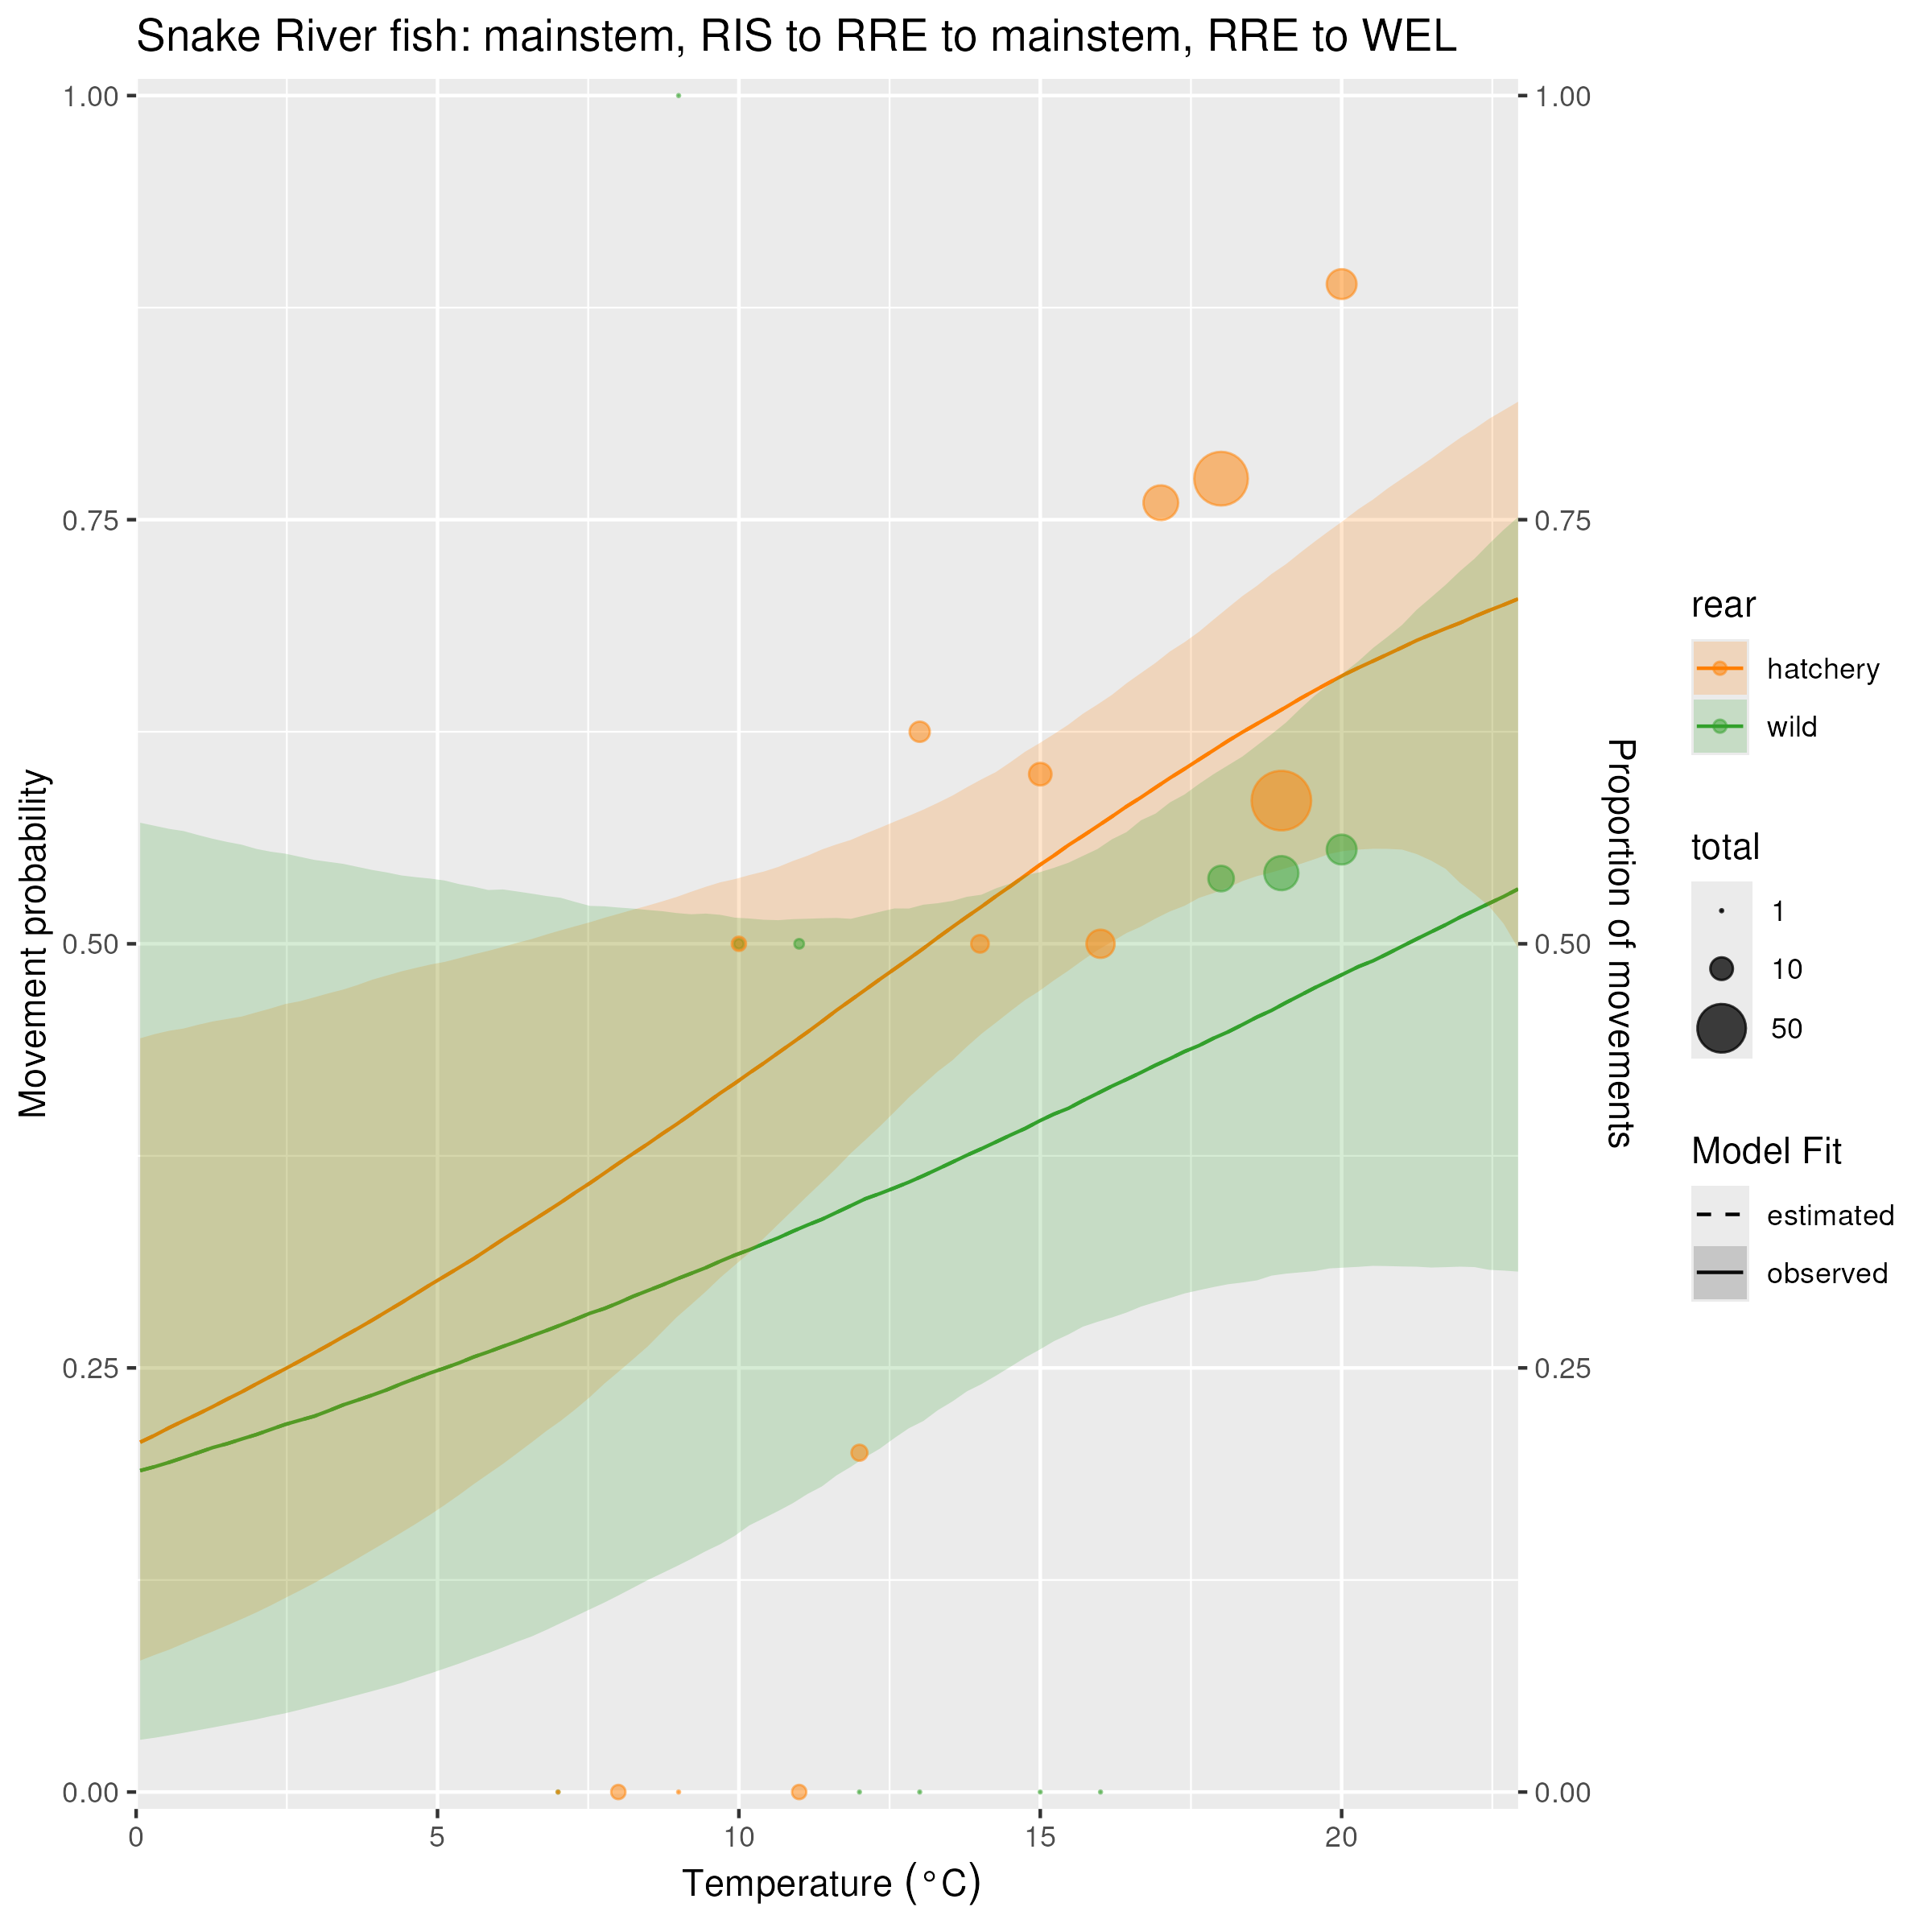 Snake River fish: mainstem, RIS to RRE to mainstem, RRE to WEL
Movement probability
1.00
0.75
0.50
0.25
0.00
0
5
10
15
20
Temperature (°C)
1.00
0.75
0.50
0.25
0.00
Proportion of movements
rear
hatchery
wild
total
1
10
50
Model Fit
estimated
observed